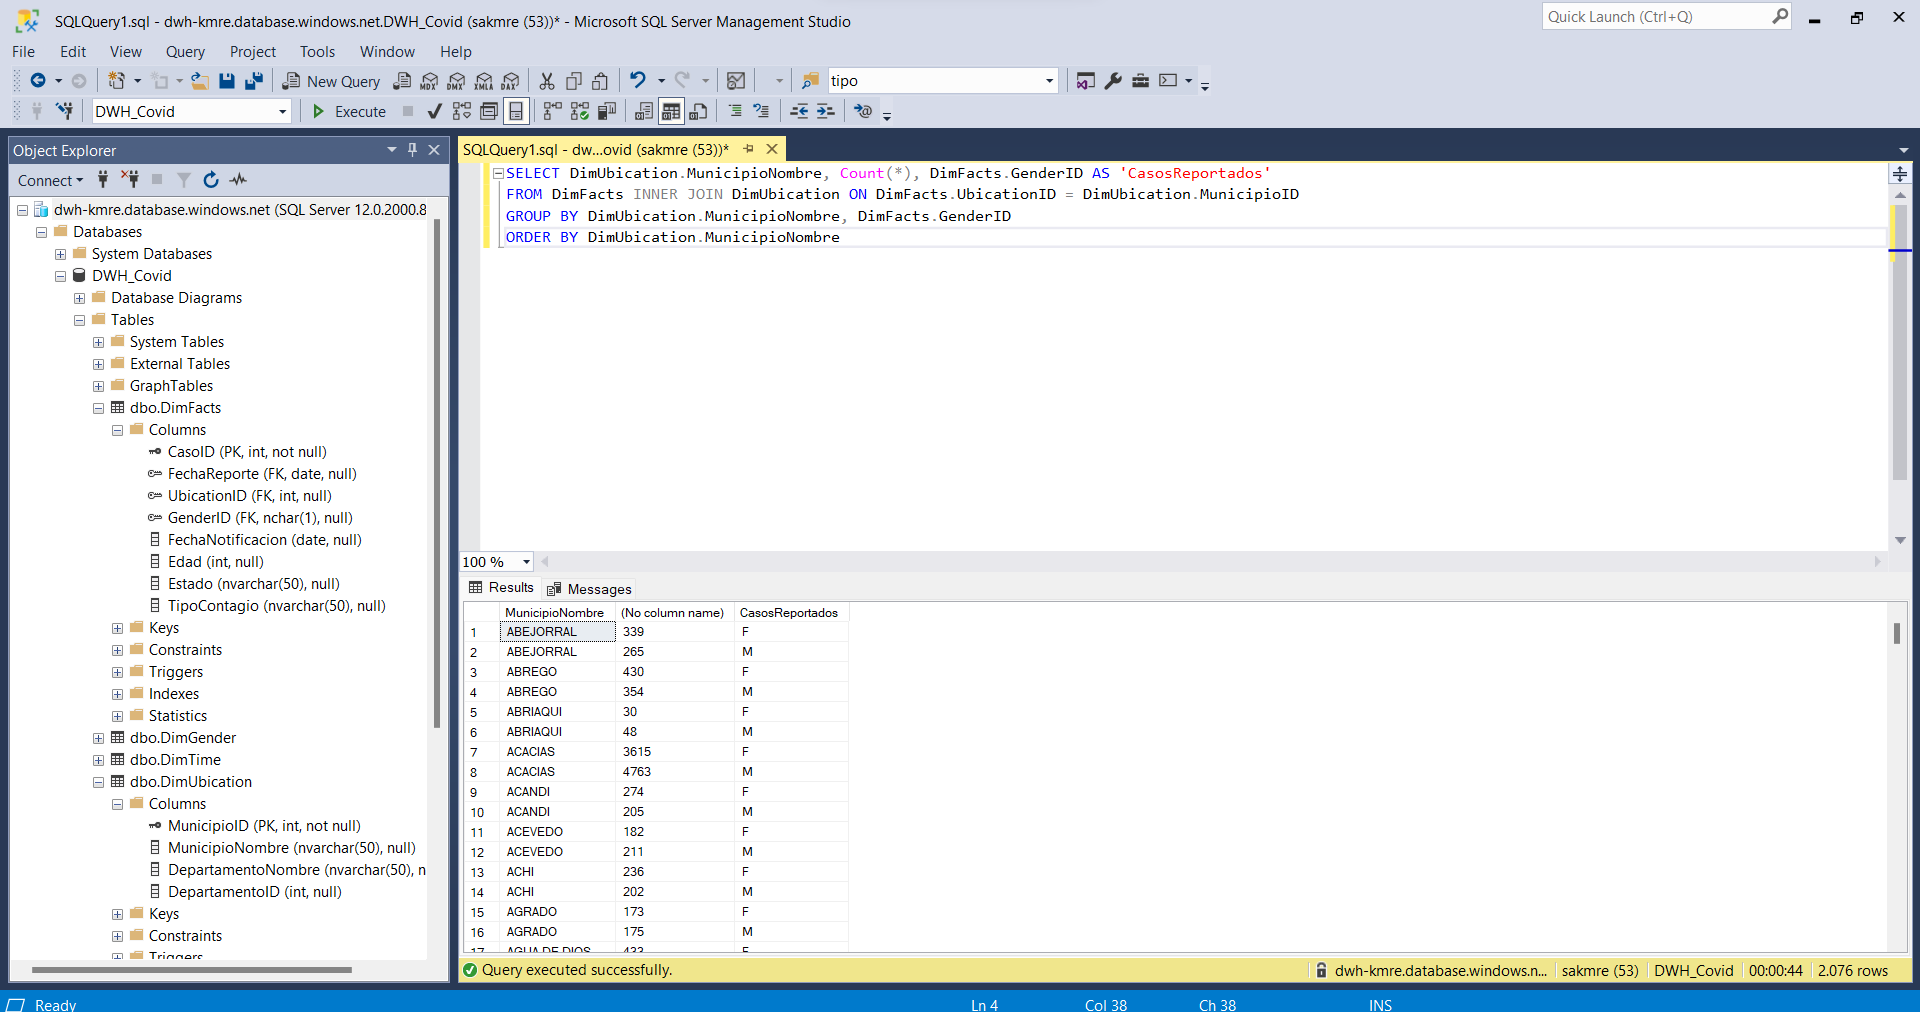 SQLQuery1.sql - dwh-kmre.database.windows.net.DWH_Covid (sakmre (53))* - Microsoft SQL Server Management Studio
Quick Launch (Ctrl+Q)
File Edit View Query Project Tools Window Help
New Query MDX DMX XMLA DAX tipo
DWH_Covid Execute
Object Explorer
Connect
dwh-kmre.database.windows.net (SQL Server 12.0.2000.8
Databases
System Databases
DWH_Covid
Database Diagrams
Tables
System Tables
External Tables
GraphTables
dbo.DimFacts
Columns
CasoID (PK, int, not null)
FechaReporte (FK, date, null)
UbicationID (FK, int, null)
GenderID (FK, nchar(1), null)
FechaNotificacion (date, null)
Edad (int, null)
Estado (nvarchar(50), null)
TipoContagio (nvarchar(50), null)
Keys
Constraints
Triggers
Indexes
Statistics
dbo.DimGender
dbo.DimTime
dbo.DimUbication
Columns
MunicipioID (PK, int, not null)
MunicipioNombre (nvarchar(50), null)
DepartamentoNombre (nvarchar(50), n
DepartamentoID (int, null)
Keys
Constraints
Triggers
SQLQuery1.sql - dw...ovid (sakmre (53))*
SELECT DimUbication.MunicipioNombre, Count(*), DimFacts.GenderID AS 'CasosReportados'
FROM DimFacts INNER JOIN DimUbication ON DimFacts.UbicationID = DimUbication.MunicipioID
GROUP BY DimUbication.MunicipioNombre, DimFacts.GenderID
ORDER BY DimUbication.MunicipioNombre
100 %
Results Messages
MunicipioNombre (No column name) CasosReportados
1 ABEJORRAL 339 F
2 ABEJORRAL 265 M
3 ABREGO 430 F
4 ABREGO 354 M
5 ABRIAQUI 30 F
6 ABRIAQUI 48 M
7 ACACIAS 3615 F
8 ACACIAS 4763 M
9 ACANDI 274 F
10 ACANDI 205 M
11 ACEVEDO 182 F
12 ACEVEDO 211 M
13 ACHI 236 F
14 ACHI 202 M
15 AGRADO 173 F
16 AGRADO 175 M
17 AGUA DE DIOS 433 F
Query executed successfully.
dwh-kmre.database.windows.n... sakmre (53) DWH_Covid 00:00:44 2.076 rows
Ready Ln 4 Col 38 Ch 38 INS